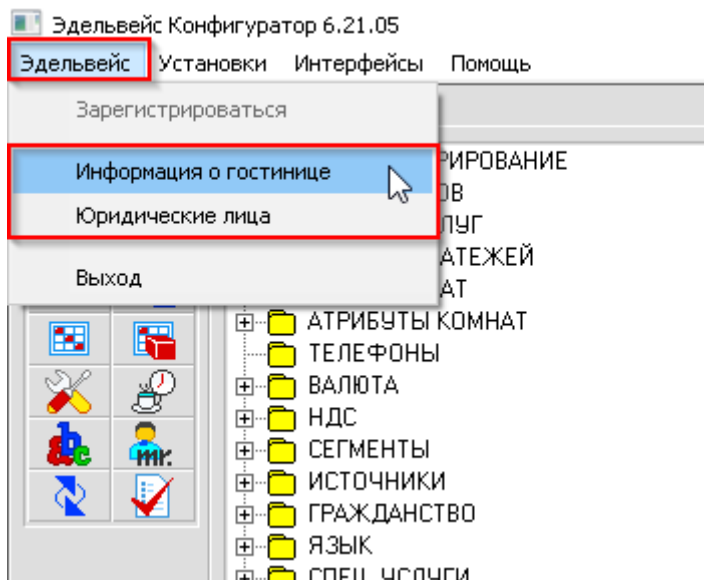 Эдельвейс Конфигуратор 6.21.05
Эдельвейс Установки Интерфейсы Помощь
Зарегистрироваться
Информация о гостинице
Юридические лица
Выход
АТРИБУТЫ КОМНАТ
ТЕЛЕФОНЫ
ВАЛЮТА
НДС
СЕГМЕНТЫ
ИСТОЧНИКИ
ГРАЖДАНСТВО
ЯЗЫК
mr.